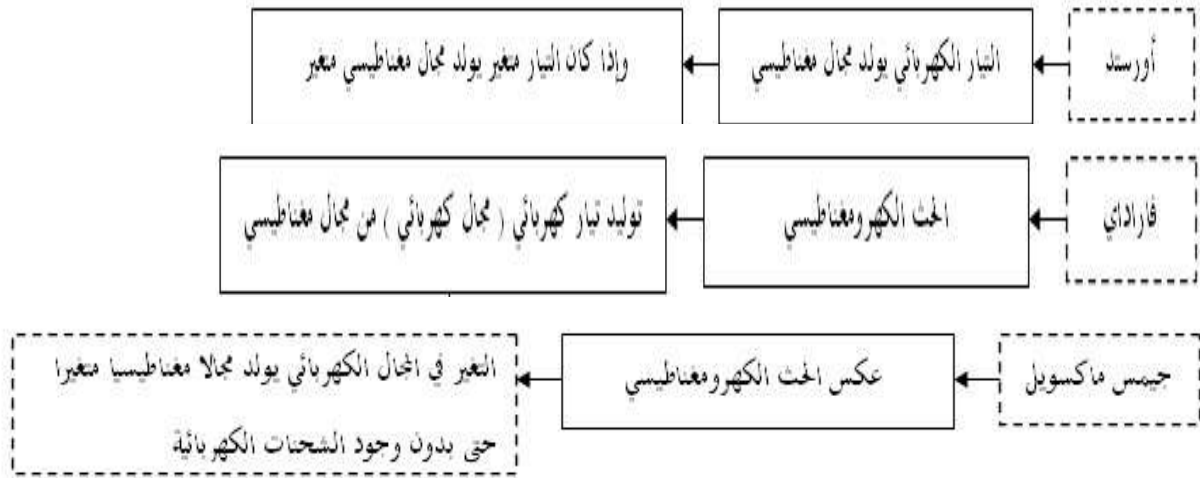 أورستد
التيار الكهربائي يولد مجال مغناطيسي
وإذا كان التيار متغير يولد مجال مغناطيسي متغير
فاراداي
الحث الكهرومغناطيسي
توليد تيار كهربائي ( مجال كهربائي ) من مجال مغناطيسي
جيمس ماكسويل
عكس الحث الكهرومغناطيسي
التغير في المجال الكهربائي يولد مجالا مغناطيسيا متغيرا
حتى بدون وجود الشحنات الكهربائية